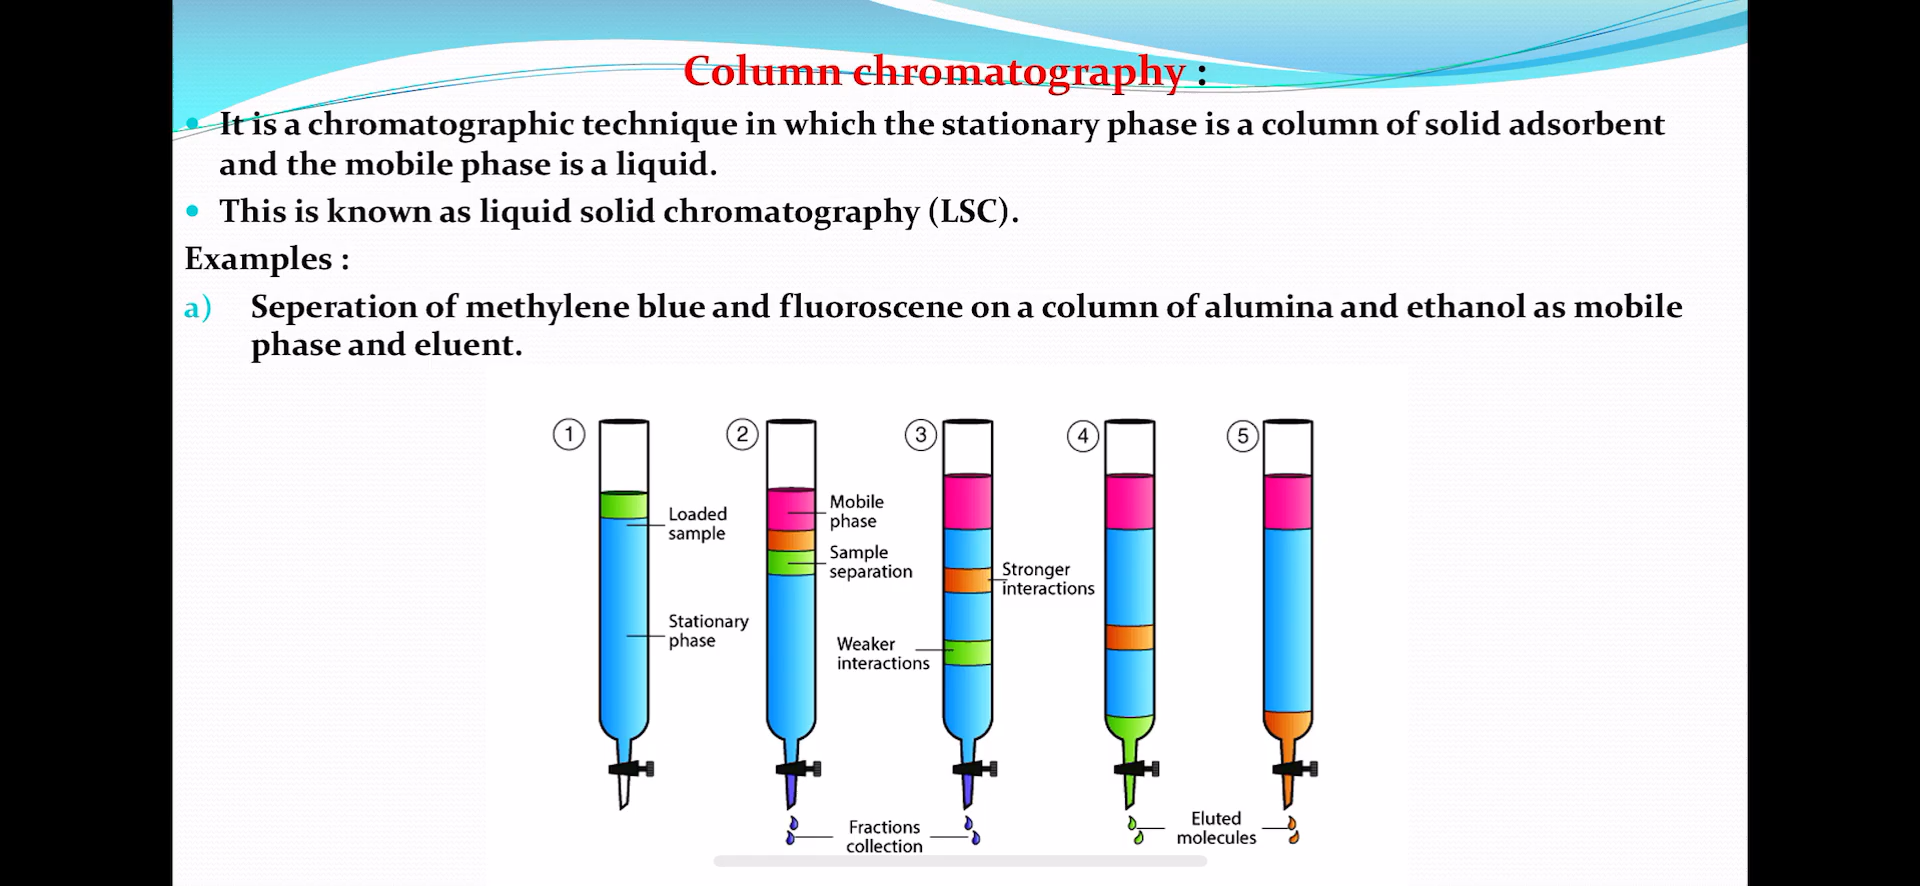 Column chromatography :
• It is a chromatographic technique in which the stationary phase is a column of solid adsorbent
and the mobile phase is a liquid.
• This is known as liquid solid chromatography (LSC).
Examples :
a) Seperation of methylene blue and fluoroscene on a column of alumina and ethanol as mobile
phase and eluent.
1
Loaded
sample
Stationary
phase
2
Mobile
phase
Sample
separation
3
Stronger
interactions
Weaker
interactions
Fractions
collection
4
5
Eluted
molecules